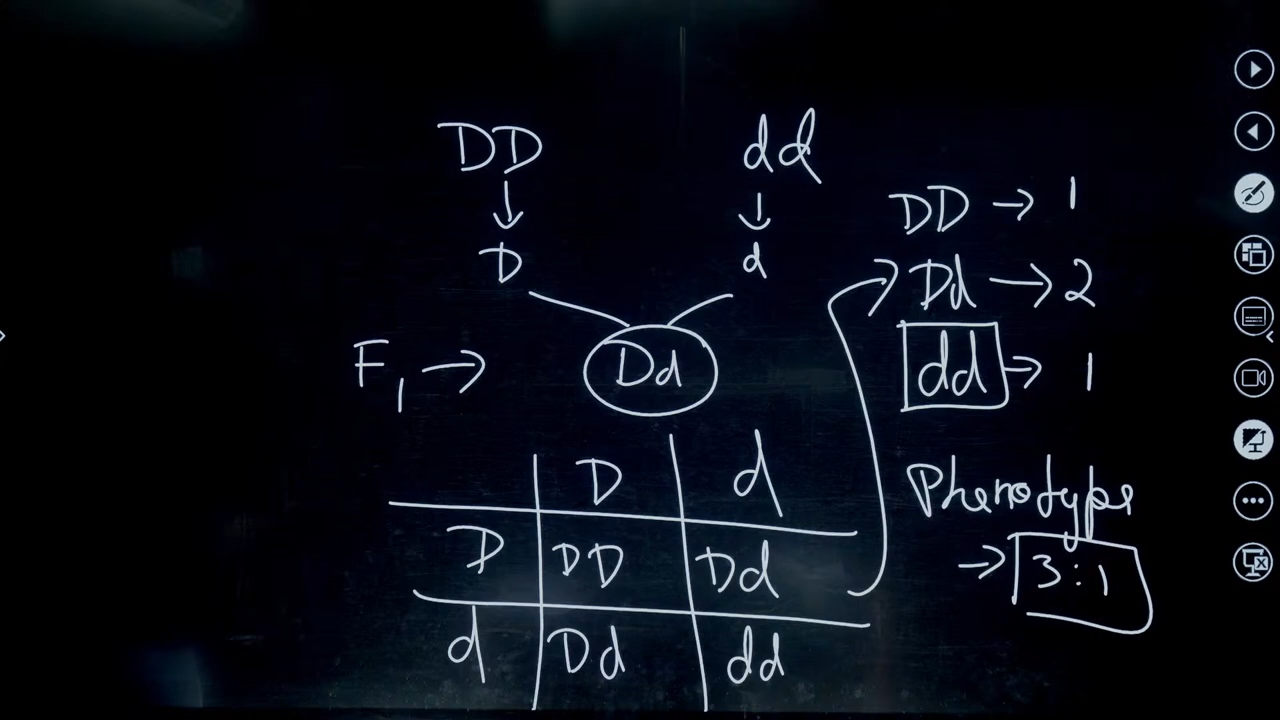 DD dd
↓ ↓
D d
F₁ → Dd
D d
D DD Dd
d Dd dd
DD → 1
Dd → 2
dd → 1
Phenotype
→ 3:1